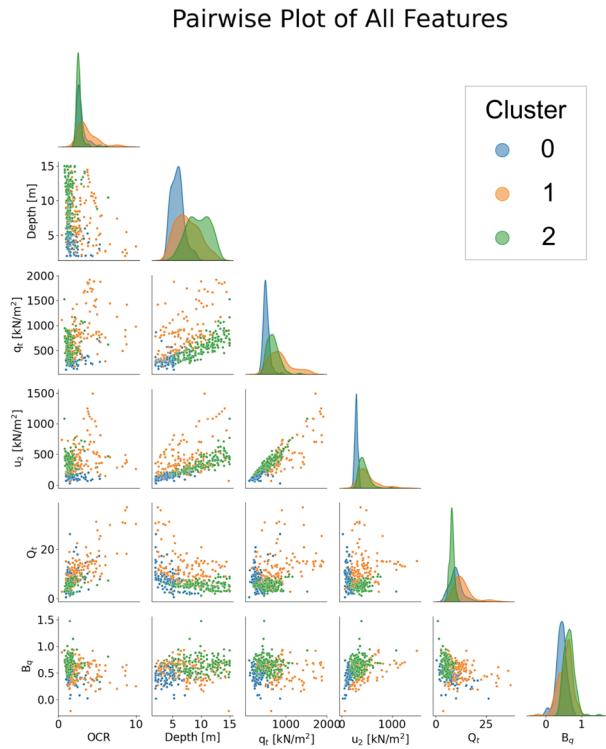 Pairwise Plot of All Features
Cluster
0
1
2
15
10
5
Depth [m]
2000
1500
1000
500
qₜ [kN/m²]
1500
1000
500
0
u₂ [kN/m²]
20
0
Qₜ
1.5
1.0
0.5
0.0
B_q
0 10 5 10 15 1000 2000 0 1000 0 25 0 1
OCR Depth [m] qₜ [kN/m²] u₂ [kN/m²] Qₜ B_q